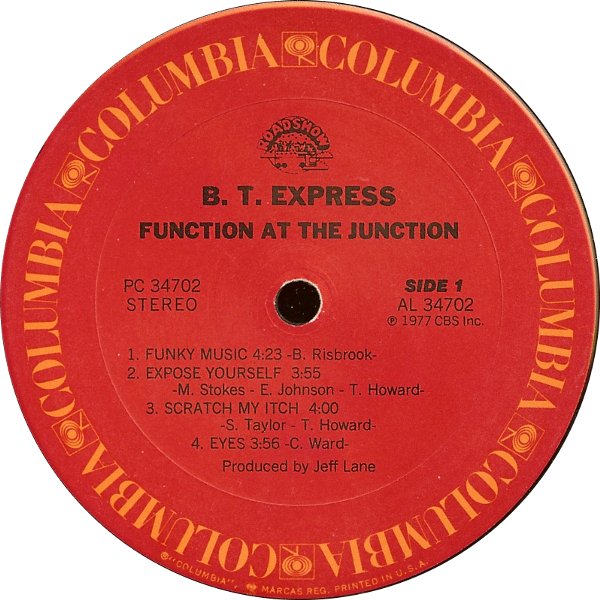 COLUMBIA COLUMBIA COLUMBIA COLUMBIA COLUMBIA COLUMBIA
ROADSHOW
B. T. EXPRESS
FUNCTION AT THE JUNCTION
PC 34702
STEREO
SIDE 1
AL 34702
℗ 1977 CBS Inc.
1. FUNKY MUSIC 4:23 -B. Risbrook-
2. EXPOSE YOURSELF 3:55
-M. Stokes - E. Johnson - T. Howard-
3. SCRATCH MY ITCH 4:00
-S. Taylor - T. Howard-
4. EYES 3:56 -C. Ward-
Produced by Jeff Lane
"COLUMBIA", MARCAS REG. PRINTED IN U.S.A.